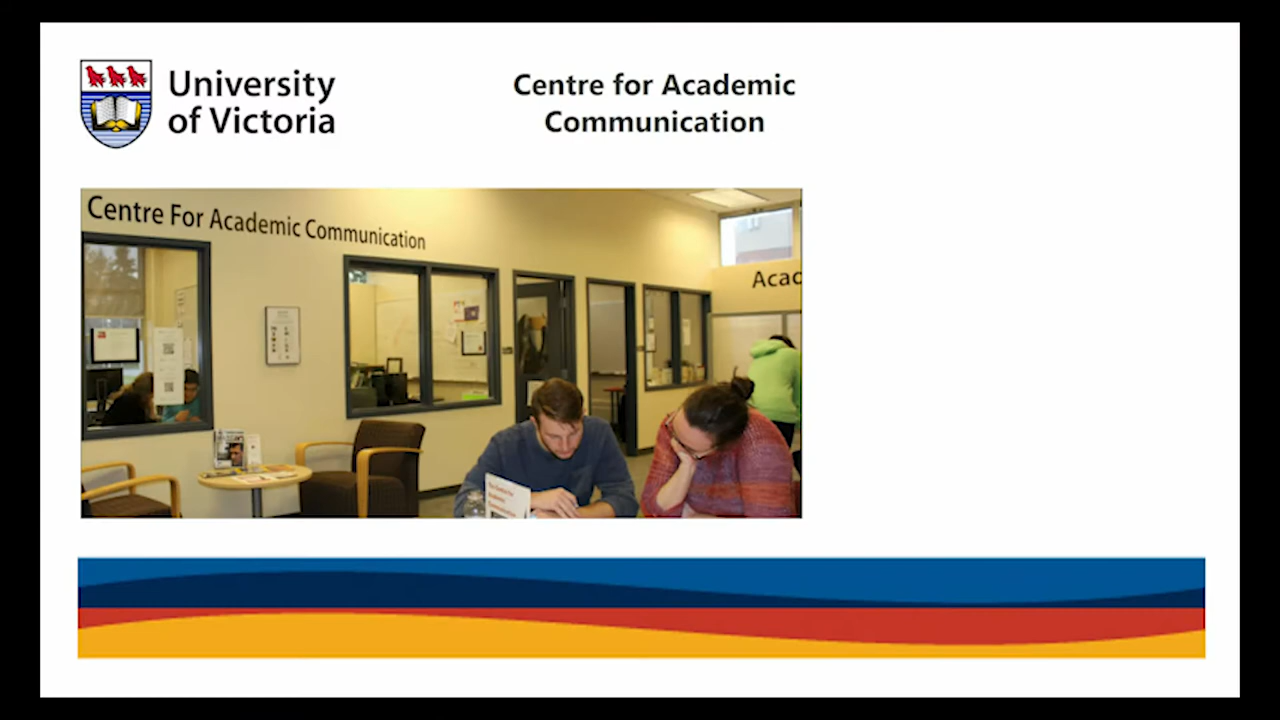 University
of Victoria
Centre for Academic
Communication
Centre For Academic Communication
Acad